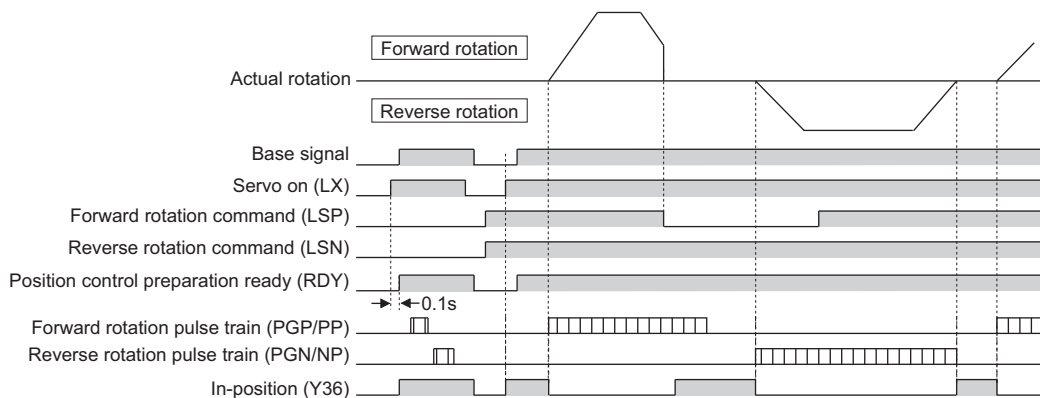 Forward rotation
Actual rotation
Reverse rotation
Base signal
Servo on (LX)
Forward rotation command (LSP)
Reverse rotation command (LSN)
Position control preparation ready (RDY)
0.1s
Forward rotation pulse train (PGP/PP)
Reverse rotation pulse train (PGN/NP)
In-position (Y36)